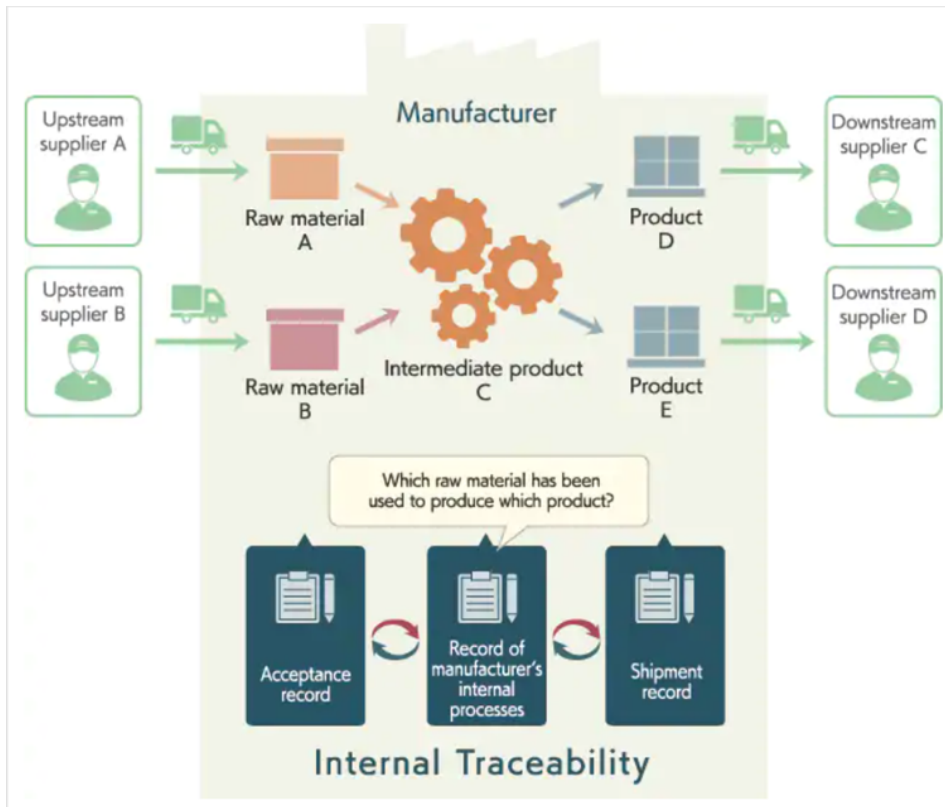 Manufacturer
Upstream
supplier A
Raw material
A
Product
D
Downstream
supplier C
Upstream
supplier B
Raw material
B
Intermediate product
C
Product
E
Downstream
supplier D
Which raw material has been
used to produce which product?
Acceptance
record
Record of
manufacturer's
internal
processes
Shipment
record
Internal Traceability